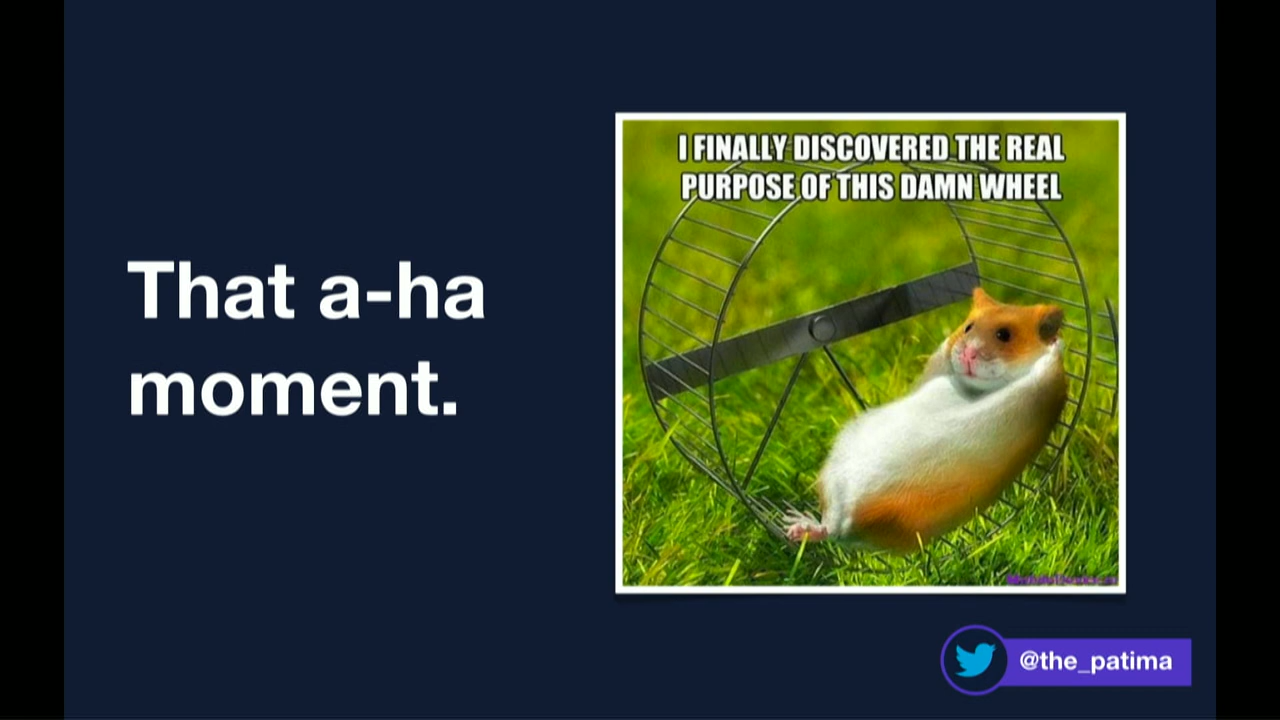 That a-ha
moment.
I FINALLY DISCOVERED THE REAL
PURPOSE OF THIS DAMN WHEEL
@the_patima